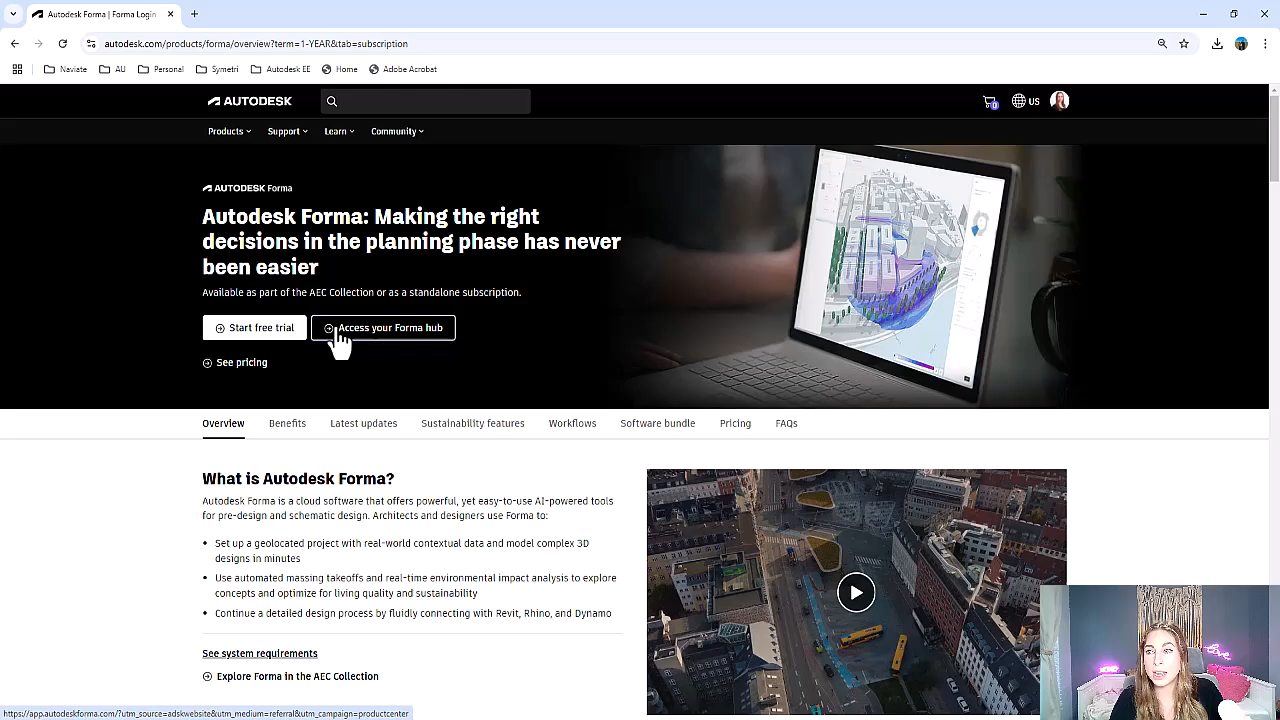 Autodesk Forma | Forma Login
autodesk.com/products/forma/overview?term=1-YEAR&tab=subscription
Naviate
AU
Personal
Symetri
Autodesk EE
Home
Adobe Acrobat
AUTODESK
0
US
Products
Support
Learn
Community
AUTODESK Forma
Autodesk Forma: Making the right
decisions in the planning phase has never
been easier
Available as part of the AEC Collection or as a standalone subscription.
Start free trial
Access your Forma hub
See pricing
Overview
Benefits
Latest updates
Sustainability features
Workflows
Software bundle
Pricing
FAQs
What is Autodesk Forma?
Autodesk Forma is a cloud software that offers powerful, yet easy-to-use AI-powered tools
for pre-design and schematic design. Architects and designers use Forma to:
• Set up a geolocated project with real-world contextual data and model complex 3D
designs in minutes
• Use automated massing takeoffs and real-time environmental impact analysis to explore
concepts and optimize for living quality and sustainability
• Continue a detailed design process by fluidly connecting with Revit, Rhino, and Dynamo
See system requirements
Explore Forma in the AEC Collection
https://app.autodeskforma.com/?utm_source=adskwebsite&utm_medium=referral&utm_campaign=productcenter